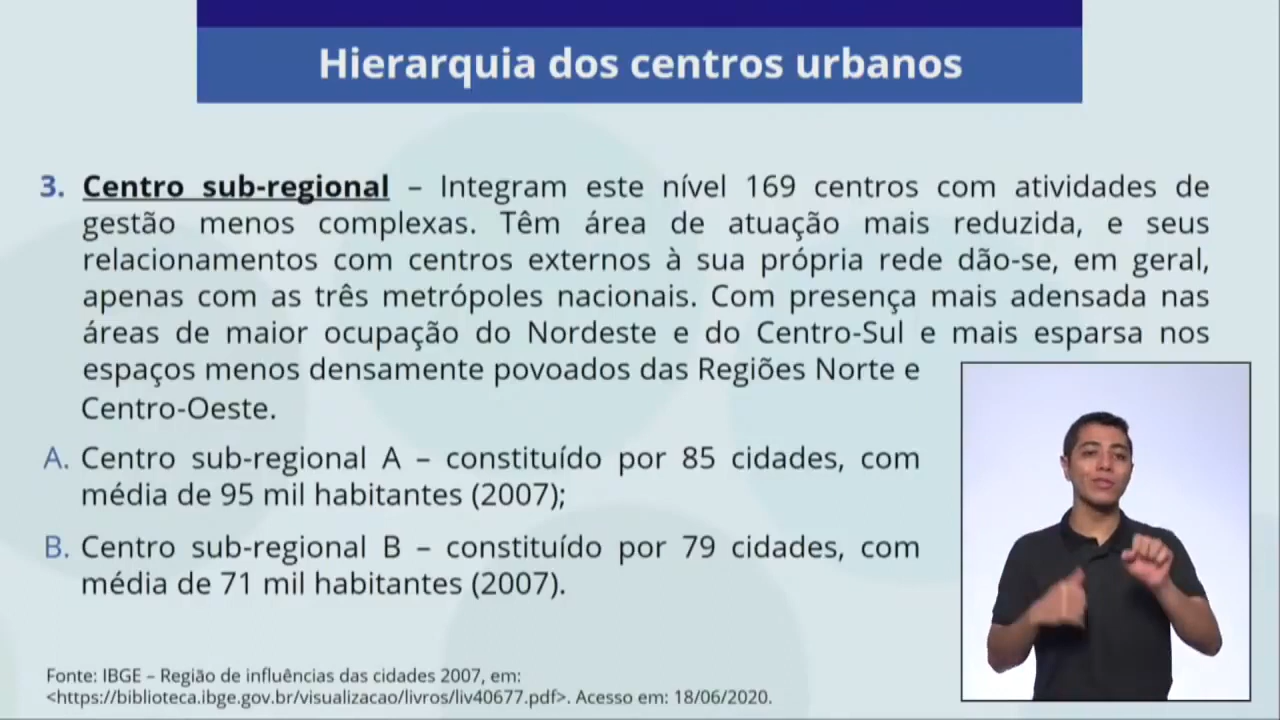 Hierarquia dos centros urbanos
3. Centro sub-regional – Integram este nível 169 centros com atividades de
gestão menos complexas. Têm área de atuação mais reduzida, e seus
relacionamentos com centros externos à sua própria rede dão-se, em geral,
apenas com as três metrópoles nacionais. Com presença mais adensada nas
áreas de maior ocupação do Nordeste e do Centro-Sul e mais esparsa nos
espaços menos densamente povoados das Regiões Norte e
Centro-Oeste.
A. Centro sub-regional A – constituído por 85 cidades, com
média de 95 mil habitantes (2007);
B. Centro sub-regional B – constituído por 79 cidades, com
média de 71 mil habitantes (2007).
Fonte: IBGE – Região de influências das cidades 2007, em:
<https://biblioteca.ibge.gov.br/visualizacao/livros/liv40677.pdf>. Acesso em: 18/06/2020.